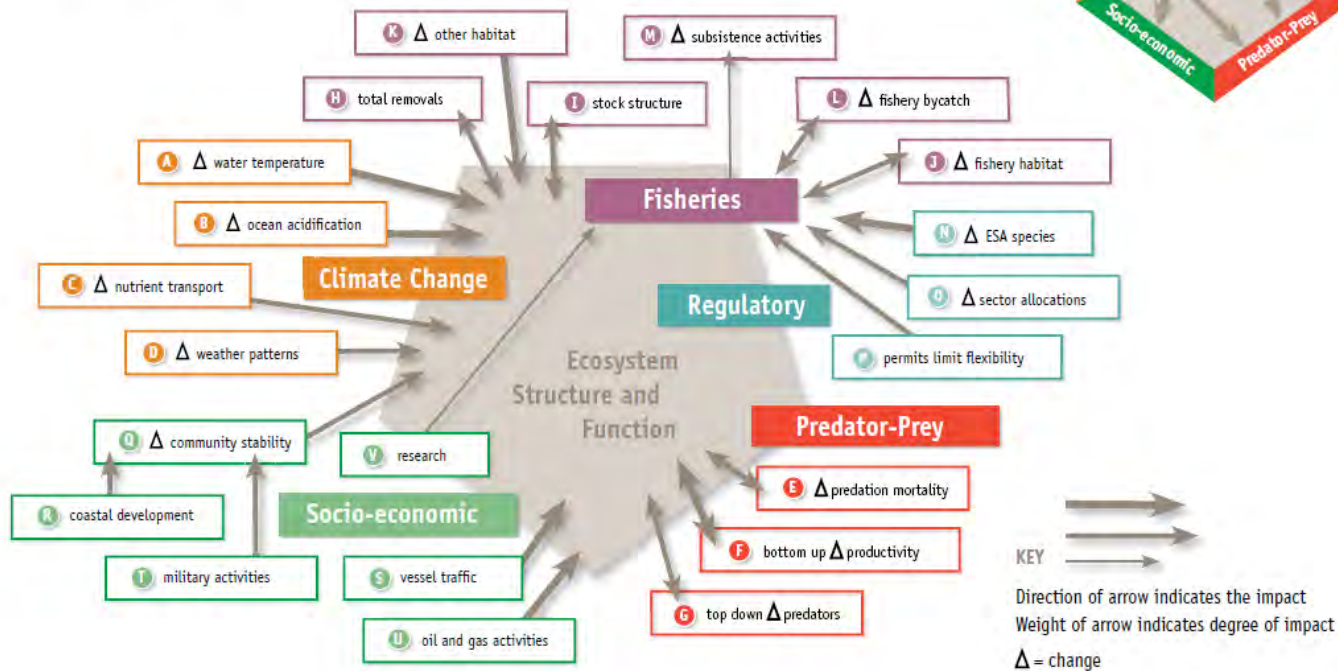 K Δ other habitat
M Δ subsistence activities
Socio-economic
Predator-Prey
H total removals
I stock structure
L Δ fishery bycatch
A Δ water temperature
J Δ fishery habitat
Fisheries
B Δ ocean acidification
N Δ ESA species
Climate Change
C Δ nutrient transport
Regulatory
O Δ sector allocations
D Δ weather patterns
P permits limit flexibility
Ecosystem
Structure and
Function
Predator-Prey
Q Δ community stability
V research
E Δ predation mortality
R coastal development
Socio-economic
F bottom up Δ productivity
T military activities
S vessel traffic
G top down Δ predators
U oil and gas activities
KEY
Direction of arrow indicates the impact
Weight of arrow indicates degree of impact
Δ = change